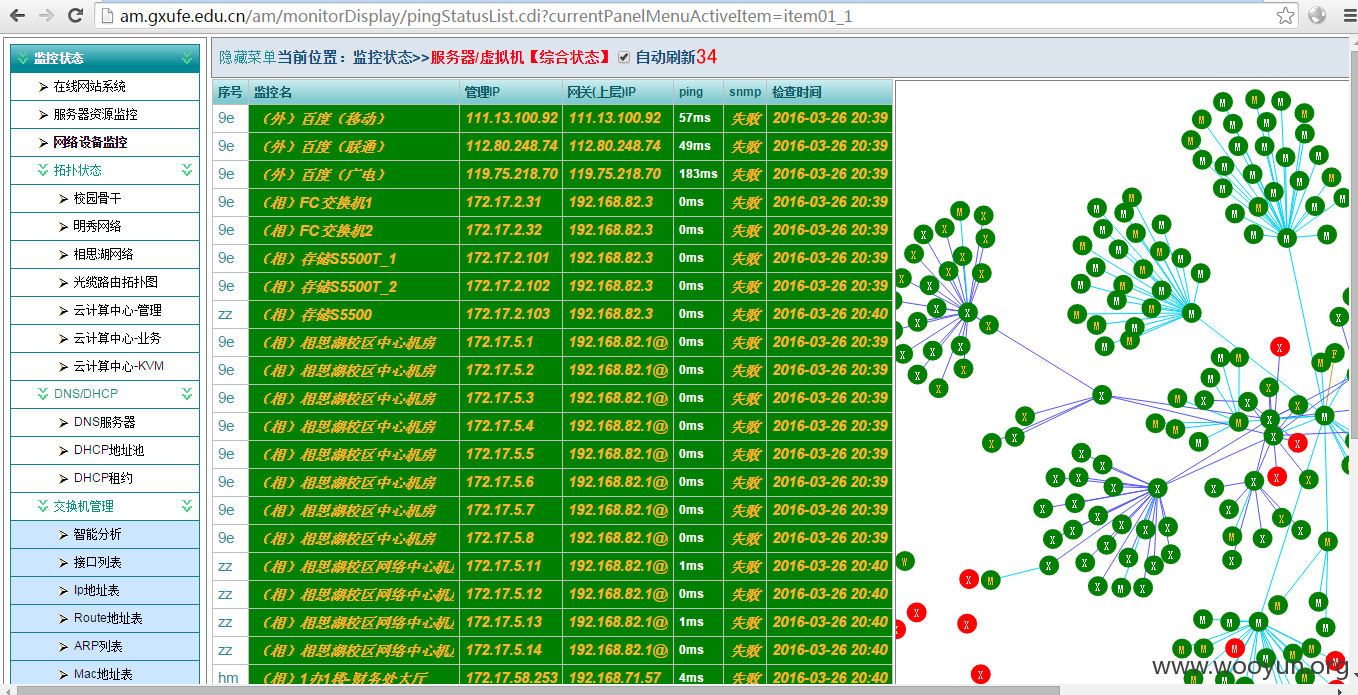 am.gxufe.edu.cn/am/monitorDisplay/pingStatusList.cdi?currentPanelMenuActiveItem=item01_1
监控状态
在线网站系统
服务器资源监控
网络设备监控
拓扑状态
校园骨干
明秀网络
相思湖网络
光缆路由拓扑图
云计算中心-管理
云计算中心-业务
云计算中心-KVM
DNS/DHCP
DNS服务器
DHCP地址池
DHCP租约
交换机管理
智能分析
接口列表
Ip地址表
Route地址表
ARP列表
Mac地址表
隐藏菜单当前位置：监控状态>>服务器/虚拟机【综合状态】 自动刷新34
序号 监控名 管理IP 网关(上层)IP ping snmp 检查时间
9e （外）百度（移动） 111.13.100.92 111.13.100.92 57ms 失败 2016-03-26 20:39
9e （外）百度（联通） 112.80.248.74 112.80.248.74 49ms 失败 2016-03-26 20:39
9e （外）百度（广电） 119.75.218.70 119.75.218.70 183ms 失败 2016-03-26 20:39
9e （相）FC交换机1 172.17.2.31 192.168.82.3 0ms 失败 2016-03-26 20:39
9e （相）FC交换机2 172.17.2.32 192.168.82.3 0ms 失败 2016-03-26 20:39
9e （相）存储S5500T_1 172.17.2.101 192.168.82.3 0ms 失败 2016-03-26 20:39
9e （相）存储S5500T_2 172.17.2.102 192.168.82.3 0ms 失败 2016-03-26 20:39
zz （相）存储S5500 172.17.2.103 192.168.82.3 0ms 失败 2016-03-26 20:40
9e （相）相思湖校区中心机房 172.17.5.1 192.168.82.1@ 0ms 失败 2016-03-26 20:39
9e （相）相思湖校区中心机房 172.17.5.2 192.168.82.1@ 0ms 失败 2016-03-26 20:39
9e （相）相思湖校区中心机房 172.17.5.3 192.168.82.1@ 0ms 失败 2016-03-26 20:39
9e （相）相思湖校区中心机房 172.17.5.4 192.168.82.1@ 0ms 失败 2016-03-26 20:39
9e （相）相思湖校区中心机房 172.17.5.5 192.168.82.1@ 0ms 失败 2016-03-26 20:39
9e （相）相思湖校区中心机房 172.17.5.6 192.168.82.1@ 0ms 失败 2016-03-26 20:39
9e （相）相思湖校区中心机房 172.17.5.7 192.168.82.1@ 0ms 失败 2016-03-26 20:39
9e （相）相思湖校区中心机房 172.17.5.8 192.168.82.1@ 0ms 失败 2016-03-26 20:39
zz （相）相思湖校区网络中心机 172.17.5.11 192.168.82.1@ 1ms 失败 2016-03-26 20:40
zz （相）相思湖校区网络中心机 172.17.5.12 192.168.82.1@ 0ms 失败 2016-03-26 20:40
zz （相）相思湖校区网络中心机 172.17.5.13 192.168.82.1@ 1ms 失败 2016-03-26 20:40
zz （相）相思湖校区网络中心机 172.17.5.14 192.168.82.1@ 0ms 失败 2016-03-26 20:40
hm （相）1办1楼-财务处大厅 172.17.58.253 192.168.71.57 4ms 失败 2016-03-26 20:40
www.wooyun.org